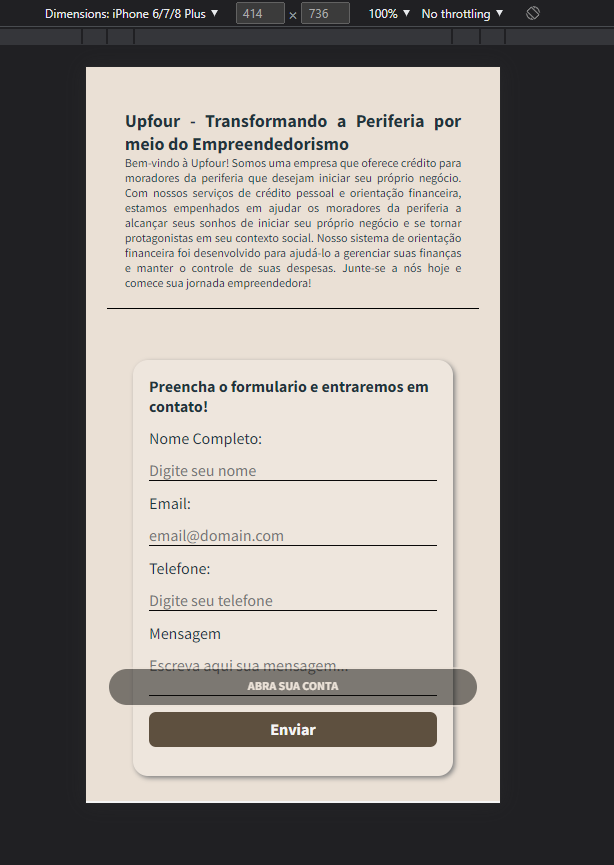 Dimensions: iPhone 6/7/8 Plus ▼ 414 × 736 100% ▼ No throttling ▼
Upfour - Transformando a Periferia por
meio do Empreendedorismo
Bem-vindo à Upfour! Somos uma empresa que oferece crédito para
moradores da periferia que desejam iniciar seu próprio negócio.
Com nossos serviços de crédito pessoal e orientação financeira,
estamos empenhados em ajudar os moradores da periferia a
alcançar seus sonhos de iniciar seu próprio negócio e se tornar
protagonistas em seu contexto social. Nosso sistema de orientação
financeira foi desenvolvido para ajudá-lo a gerenciar suas finanças
e manter o controle de suas despesas. Junte-se a nós hoje e
comece sua jornada empreendedora!
Preencha o formulario e entraremos em
contato!
Nome Completo:
Digite seu nome
Email:
email@domain.com
Telefone:
Digite seu telefone
Mensagem
Escreva aqui sua mensagem...
ABRA SUA CONTA
Enviar